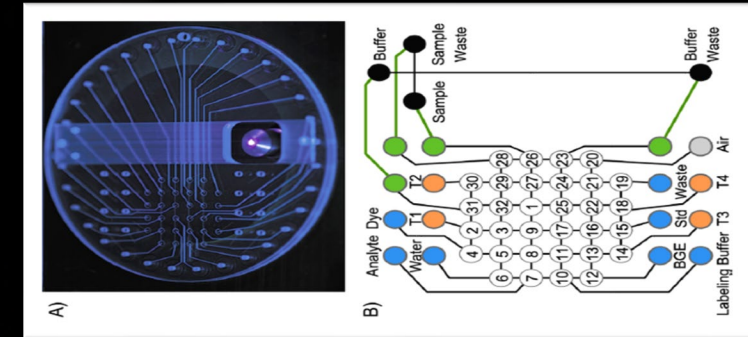 A)
B)
Analyte Dye
Buffer
Water
T1
T2
Sample
Sample
Waste
4 2 31 30
6 5 3 32 29 28
7 8 9 1 27 26
10 11 17 25 24 23
12 13 16 22 21 20
14 15 18 19
BGE
Std
Waste
Buffer
Waste
Labeling Buffer
T3
T4
Air